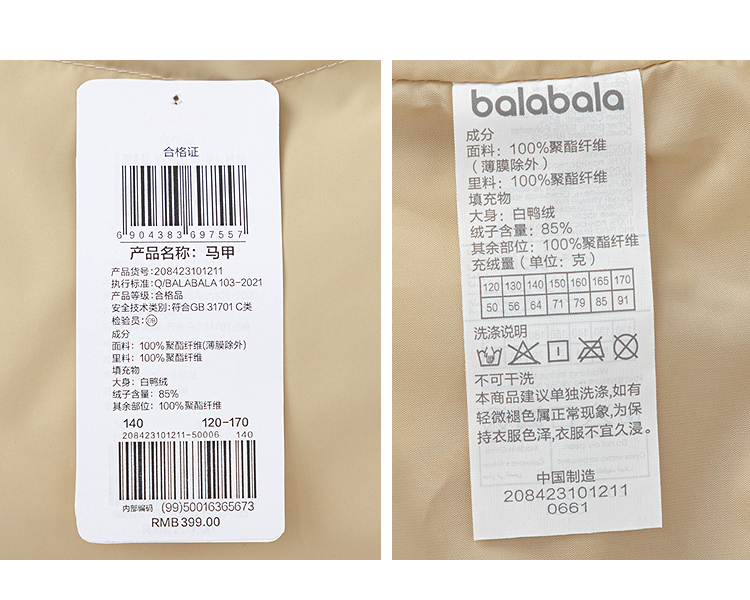 合格证
6904383697557
产品名称：马甲
产品货号：208423101211
执行标准：Q/BALABALA 103-2021
产品等级：合格品
安全技术类别：符合GB 31701 C类
检验员：09
成分
面料：100%聚酯纤维(薄膜除外)
里料：100%聚酯纤维
填充物
大身：白鸭绒
绒子含量：85%
其余部位：100%聚酯纤维
140 120-170
208423101211-50006 140
内部编码 (99)50016365673
RMB 399.00
balabala
成分
面料：100%聚酯纤维
（薄膜除外）
里料：100%聚酯纤维
填充物
大身：白鸭绒
绒子含量：85%
其余部位：100%聚酯纤维
充绒量（单位：克）
120 130 140 150 160 165 170
50 56 64 71 79 85 91
洗涤说明
不可干洗
本商品建议单独洗涤,如有
轻微褪色属正常现象,为保
持衣服色泽,衣服不宜久浸。
中国制造
208423101211
0661